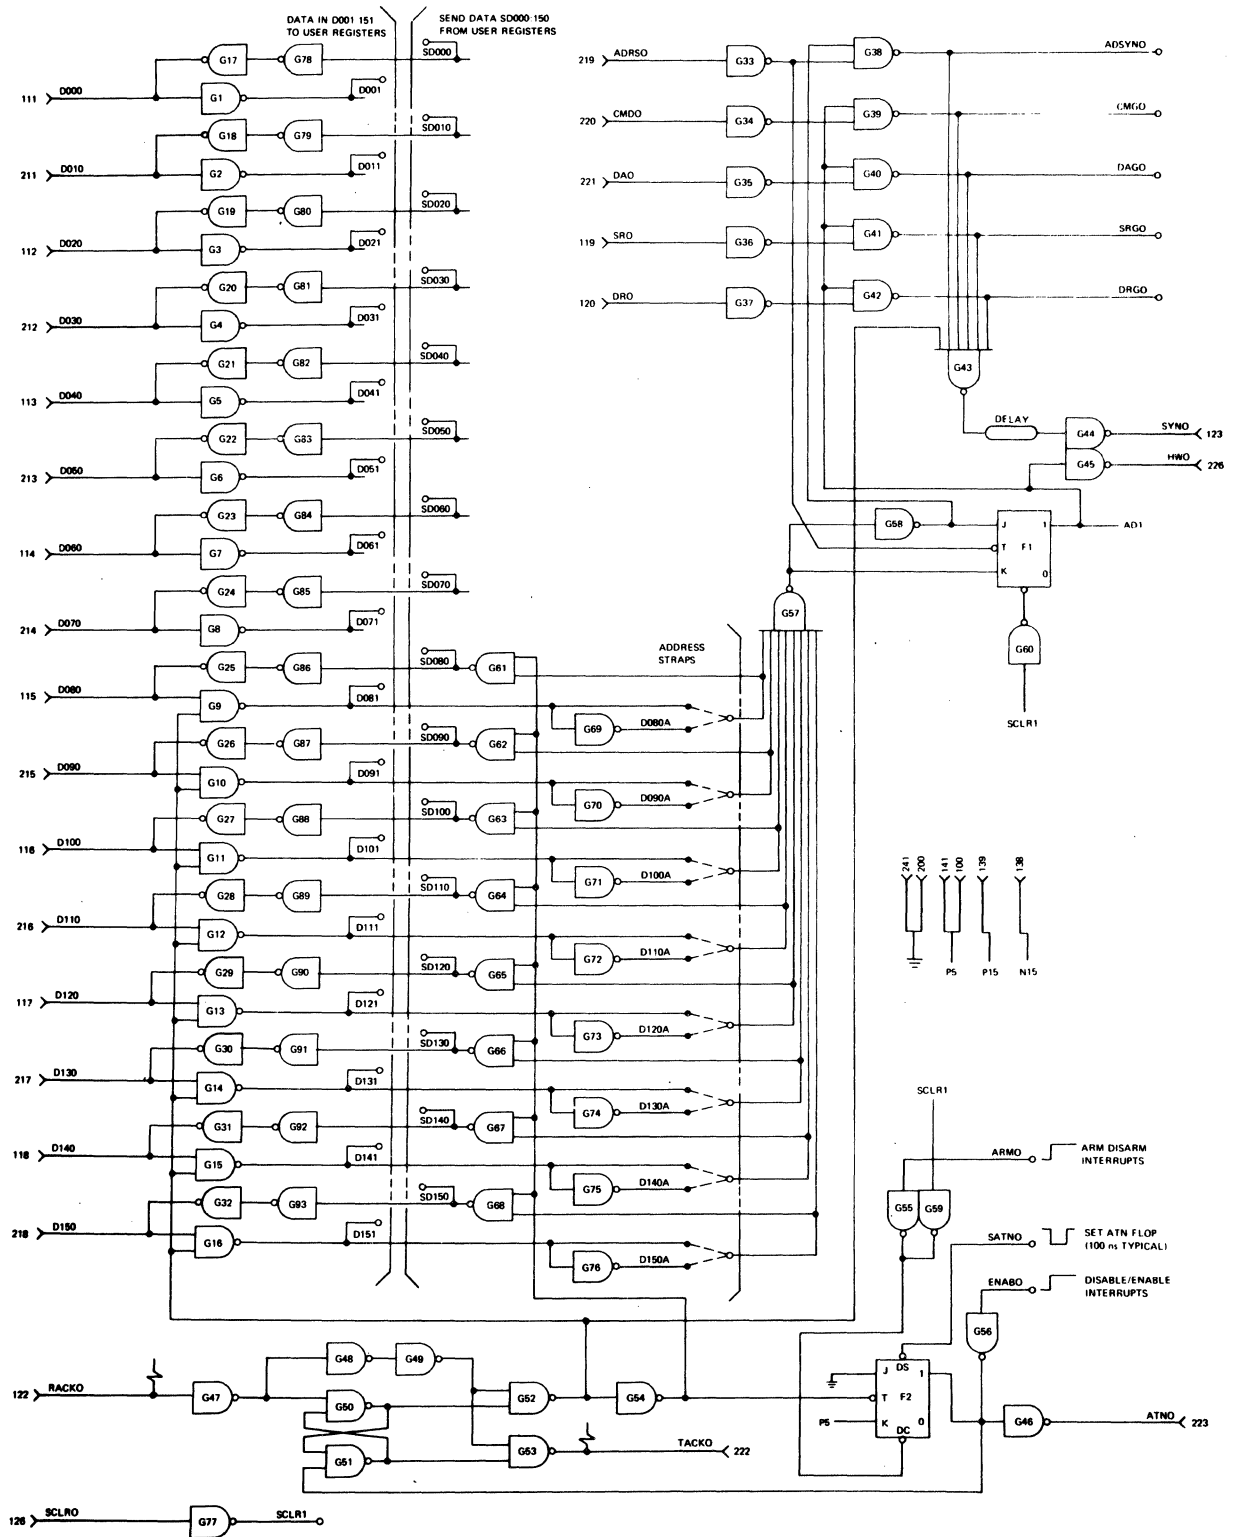 DATA IN D001 151
TO USER REGISTERS
SEND DATA SD000:150
FROM USER REGISTERS
G17 G78 SD000
111 D000 G1 D001
G18 G79 SD010
211 D010 G2 D011
G19 G80 SD020
112 D020 G3 D021
G20 G81 SD030
212 D030 G4 D031
G21 G82 SD040
113 D040 G5 D041
G22 G83 SD050
213 D050 G6 D051
G23 G84 SD060
114 D060 G7 D061
G24 G85 SD070
214 D070 G8 D071
G25 G86 SD080 G61
115 D080 G9 D081 G69 D080A
G26 G87 SD090 G62
215 D090 G10 D091 G70 D090A
G27 G88 SD100 G63
116 D100 G11 D101 G71 D100A
G28 G89 SD110 G64
216 D110 G12 D111 G72 D110A
G29 G90 SD120 G65
117 D120 G13 D121 G73 D120A
G30 G91 SD130 G66
217 D130 G14 D131 G74 D130A
G31 G92 SD140 G67
118 D140 G15 D141 G75 D140A
G32 G93 SD150 G68
218 D150 G16 D151 G76 D150A
ADDRESS
STRAPS
219 ADRSO G33 G38 ADSYNO
220 CMDO G34 G39 CMGO
221 DAO G35 G40 DAGO
119 SRO G36 G41 SRGO
120 DRO G37 G42 DRGO
G43
DELAY G44 SYNO 123
G45 HWO 226
G58 J 1 AD1
T F1
K 0
G57
G60
SCLR1
241 200 141 100 139 138
P5 P15 N15
SCLR1
ARMO ARM DISARM
INTERRUPTS
G55 G59
SATNO SET ATN FLOP
(100 ns TYPICAL)
ENABO DISABLE/ENABLE
INTERRUPTS
G56
DS
J 1
T F2
P5 K 0
DC
G46 ATNO 223
122 RACKO G47 G48 G49
G50 G52 G54
G51 G53 TACKO 222
126 SCLRO G77 SCLR1